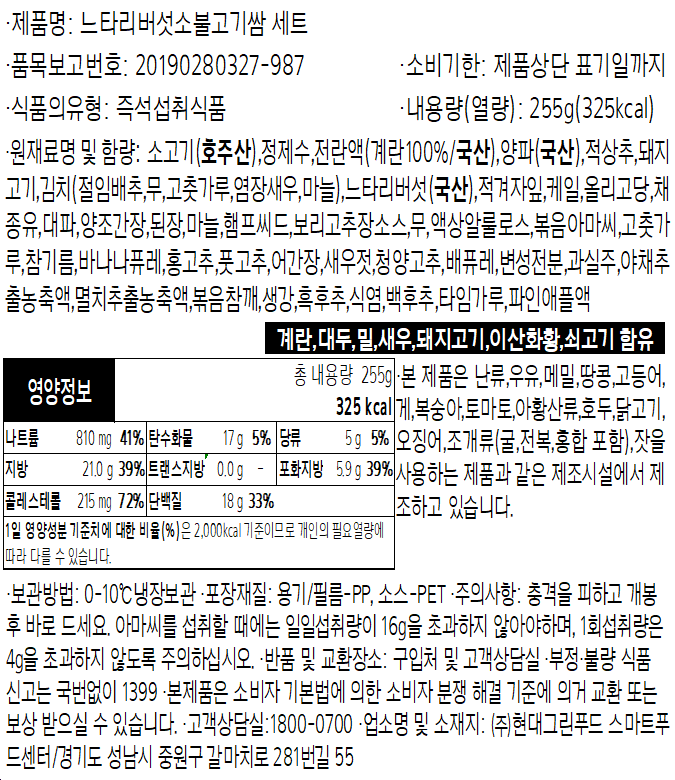 ·제품명: 느타리버섯소불고기쌈 세트
·품목보고번호: 20190280327-987
·소비기한: 제품상단 표기일까지
·식품의유형: 즉석섭취식품
·내용량(열량): 255g(325kcal)
·원재료명 및 함량: 소고기(호주산),정제수,전란액(계란100%/국산),양파(국산),적상추,돼지
고기,김치(절임배추,무,고춧가루,염장새우,마늘),느타리버섯(국산),적겨자잎,케일,올리고당,채
종유,대파,양조간장,된장,마늘,햄프씨드,보리고추장소스,무,액상알룰로스,볶음아마씨,고춧가
루,참기름,바나나퓨레,홍고추,풋고추,어간장,새우젓,청양고추,배퓨레,변성전분,과실주,야채추
출농축액,멸치추출농축액,볶음참깨,생강,흑후추,식염,백후추,타임가루,파인애플액
계란,대두,밀,새우,돼지고기,이산화황,쇠고기 함유
영양정보
총 내용량 255g
325 kcal
나트륨 810 mg 41% 탄수화물 17 g 5% 당류 5 g 5%
지방 21.0 g 39% 트랜스지방 0.0 g - 포화지방 5.9 g 39%
콜레스테롤 215 mg 72% 단백질 18 g 33%
1일 영양성분 기준치에 대한 비율(%)은 2,000kcal 기준이므로 개인의 필요열량에
따라 다를 수 있습니다.
·본 제품은 난류,우유,메밀,땅콩,고등어,
게,복숭아,토마토,아황산류,호두,닭고기,
오징어,조개류(굴,전복,홍합 포함),잣을
사용하는 제품과 같은 제조시설에서 제
조하고 있습니다.
·보관방법: 0-10℃냉장보관 ·포장재질: 용기/필름-PP, 소스-PET ·주의사항: 충격을 피하고 개봉
후 바로 드세요. 아마씨를 섭취할 때에는 일일섭취량이 16g을 초과하지 않아야하며, 1회섭취량은
4g을 초과하지 않도록 주의하십시오. ·반품 및 교환장소: 구입처 및 고객상담실 ·부정·불량 식품
신고는 국번없이 1399 ·본제품은 소비자 기본법에 의한 소비자 분쟁 해결 기준에 의거 교환 또는
보상 받으실 수 있습니다. ·고객상담실:1800-0700 ·업소명 및 소재지: (주)현대그린푸드 스마트푸
드센터/경기도 성남시 중원구 갈마치로 281번길 55